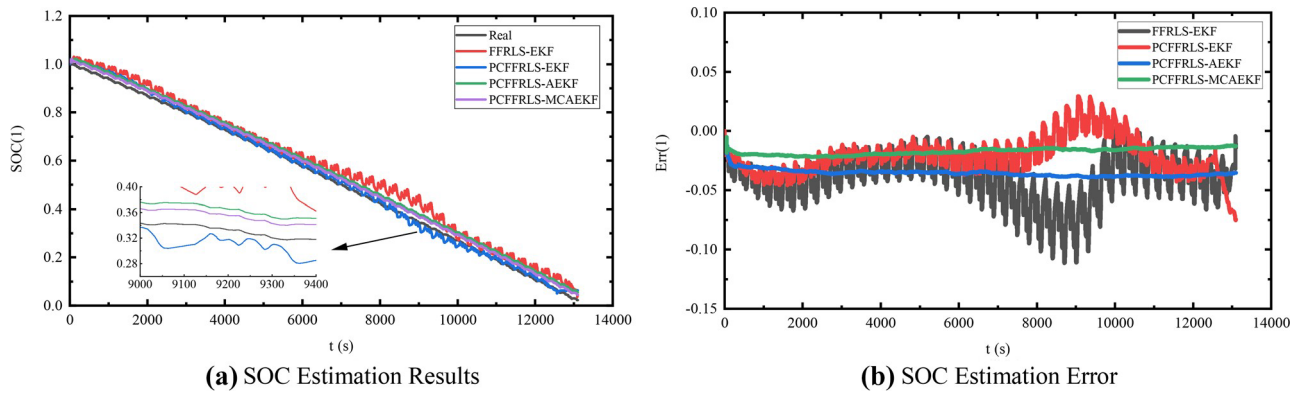 1.2
1.0
0.8
0.6
0.4
0.2
0.0
SOC(1)
Real
FFRLS-EKF
PCFFRLS-EKF
PCFFRLS-AEKF
PCFFRLS-MCAEKF
0.40
0.36
0.32
0.28
9000 9100 9200 9300 9400
0 2000 4000 6000 8000 10000 12000 14000
t (s)
(a) SOC Estimation Results
0.10
0.05
0.00
-0.05
-0.10
-0.15
Err(1)
FFRLS-EKF
PCFFRLS-EKF
PCFFRLS-AEKF
PCFFRLS-MCAEKF
0 2000 4000 6000 8000 10000 12000 14000
t (s)
(b) SOC Estimation Error